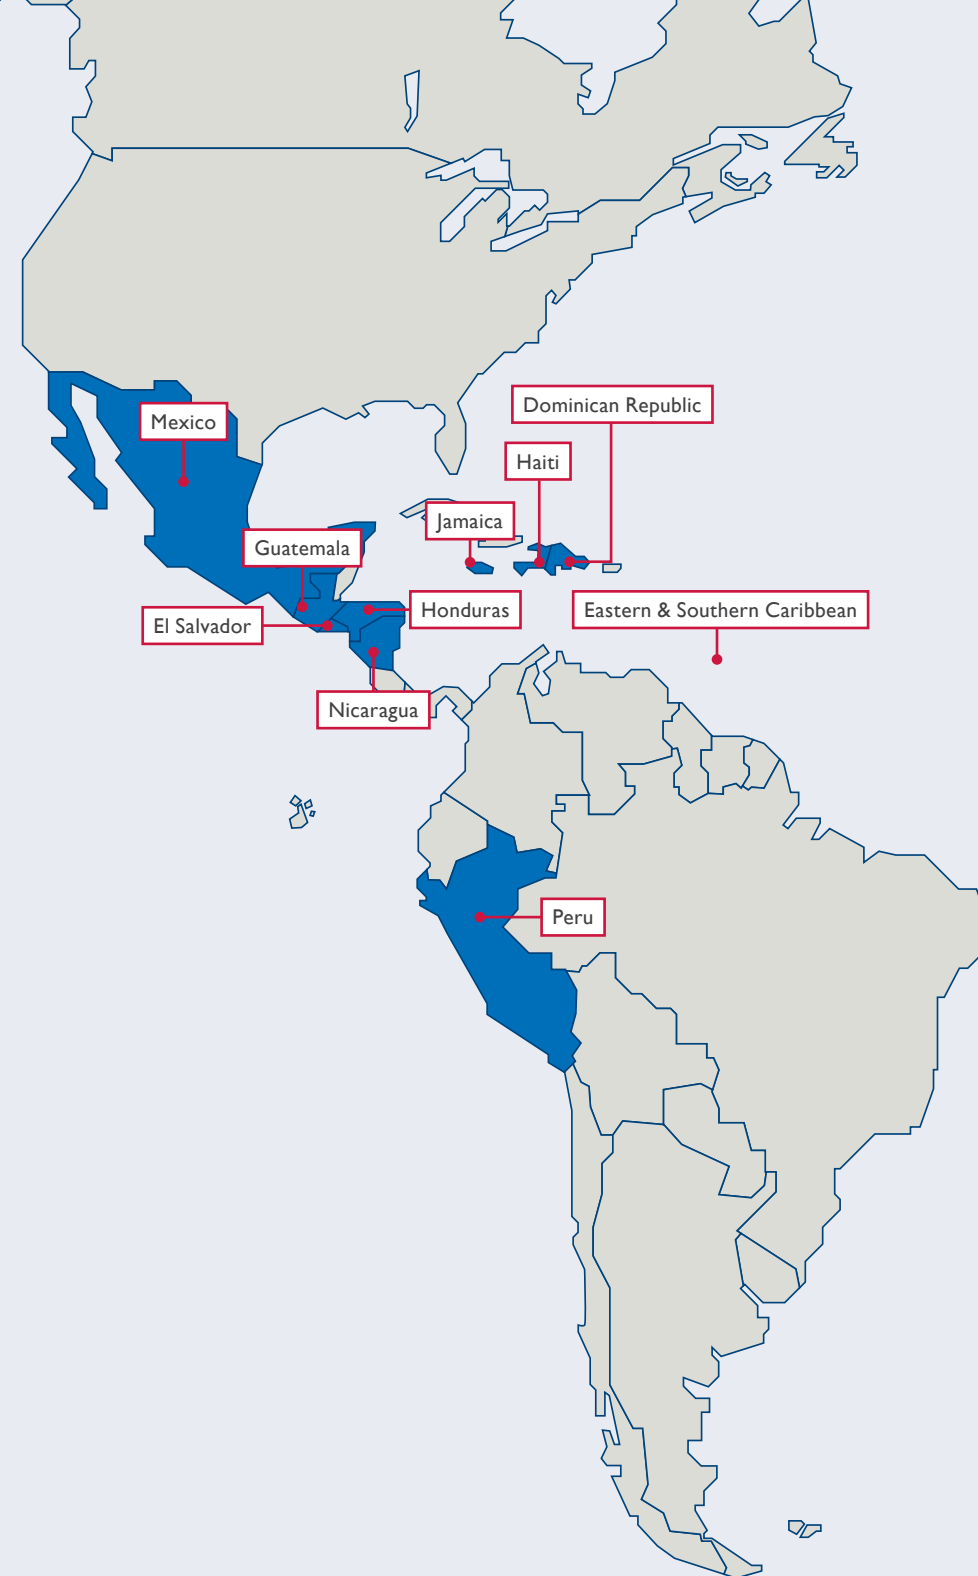 Dominican Republic
Mexico
Haiti
Jamaica
Guatemala
Honduras
Eastern & Southern Caribbean
El Salvador
Nicaragua
Peru